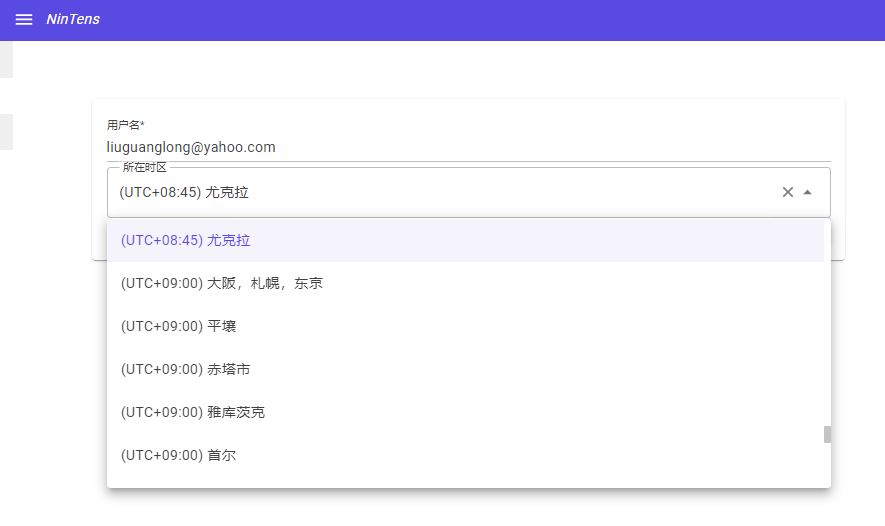 NinTens
用户名*
liuguanglong@yahoo.com
所在时区
(UTC+08:45) 尤克拉
(UTC+08:45) 尤克拉
(UTC+09:00) 大阪，札幌，东京
(UTC+09:00) 平壤
(UTC+09:00) 赤塔市
(UTC+09:00) 雅库茨克
(UTC+09:00) 首尔